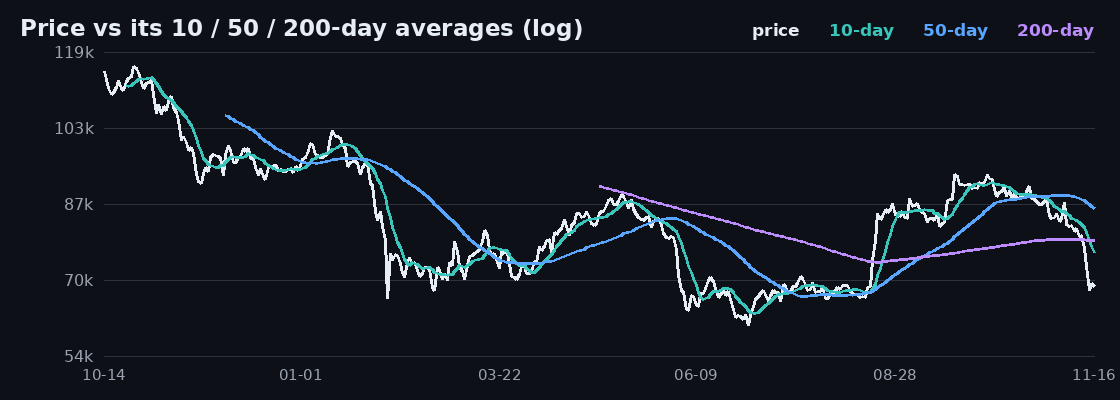 Price vs its 10 / 50 / 200-day averages (log)
price 10-day 50-day 200-day
119k
103k
87k
70k
54k
10-14 01-01 03-22 06-09 08-28 11-16